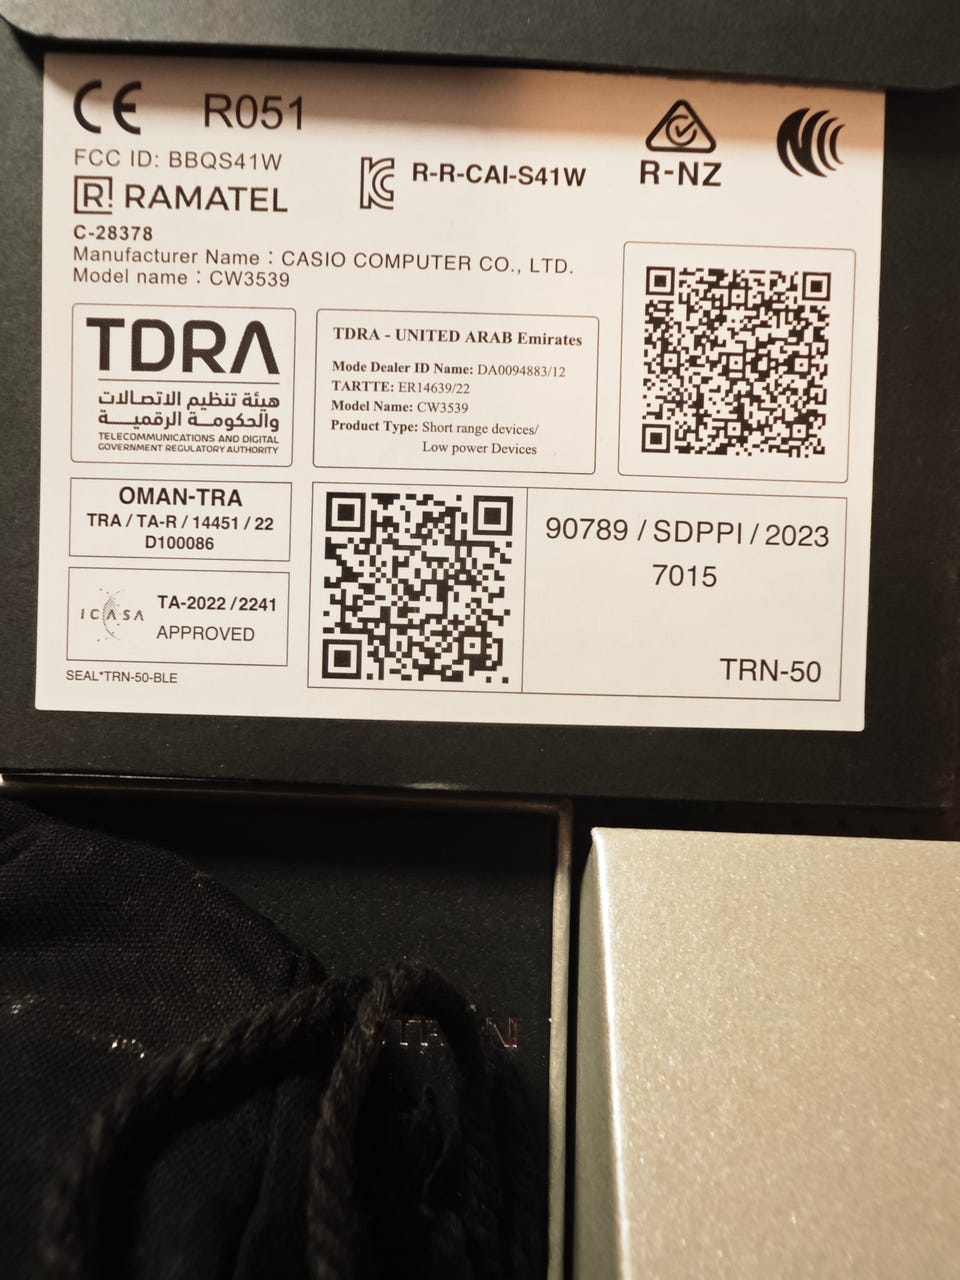 CE R051
FCC ID: BBQS41W
R! RAMATEL
C-28378
R-R-CAI-S41W
R-NZ
Manufacturer Name : CASIO COMPUTER CO., LTD.
Model name : CW3539
TDRA
هيئة تنظيم الاتصالات
والحكومة الرقمية
TELECOMMUNICATIONS AND DIGITAL
GOVERNMENT REGULATORY AUTHORITY
TDRA - UNITED ARAB Emirates
Mode Dealer ID Name: DA0094883/12
TARTTE: ER14639/22
Model Name: CW3539
Product Type: Short range devices/
Low power Devices
OMAN-TRA
TRA / TA-R / 14451 / 22
D100086
ICASA
TA-2022 /2241
APPROVED
SEAL*TRN-50-BLE
90789 / SDPPI / 2023
7015
TRN-50